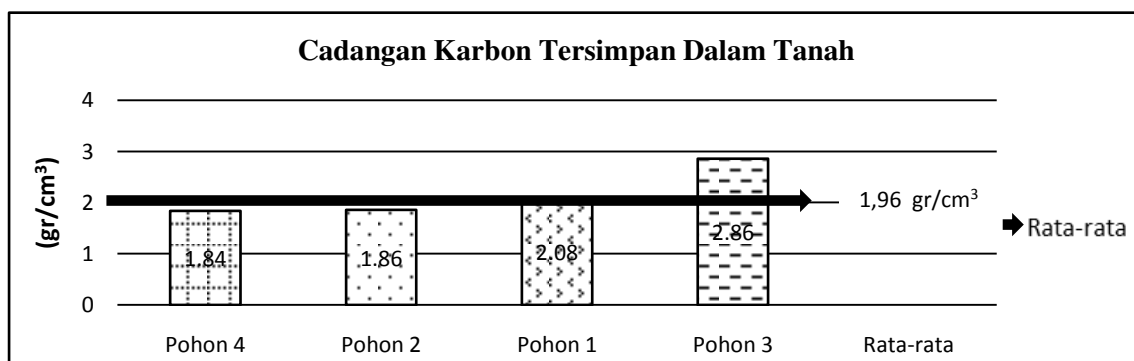 Cadangan Karbon Tersimpan Dalam Tanah
(gr/cm³)
4
3
2
1
0
1.84
1.86
2.08
2.86
1,96 gr/cm³
Rata-rata
Pohon 4
Pohon 2
Pohon 1
Pohon 3
Rata-rata